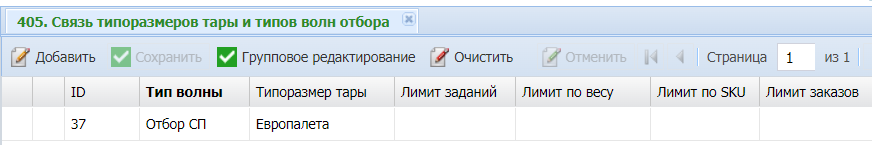 405. Связь типоразмеров тары и типов волн отбора
Добавить Сохранить Групповое редактирование Очистить Отменить Страница 1 из 1
ID Тип волны Типоразмер тары Лимит заданий Лимит по весу Лимит по SKU Лимит заказов
37 Отбор СП Европалета